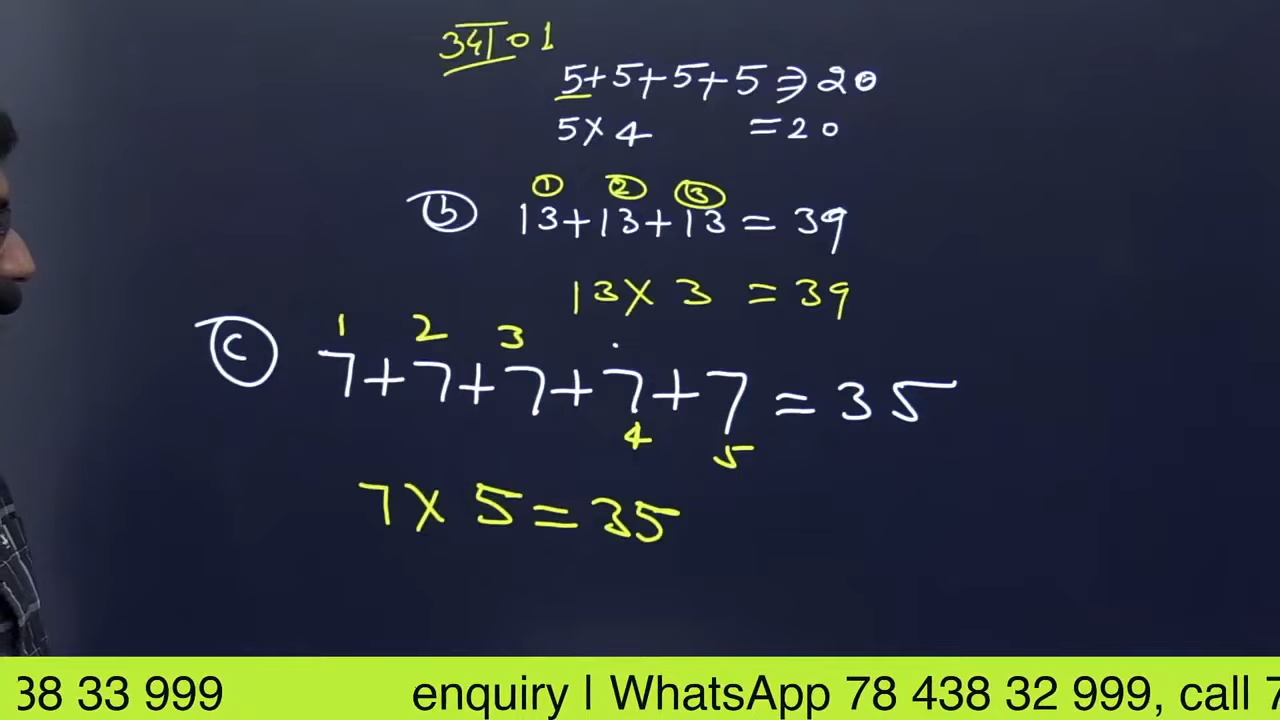 5+5+5+5 ⇒ 20
5×4 = 20
① ② ③
ⓑ 13+13+13 = 39
13×3 = 39
1 2 3
ⓒ 7+7+7+7+7 = 35
4 5
7×5=35
38 33 999 enquiry | WhatsApp 78 438 32 999, call 7